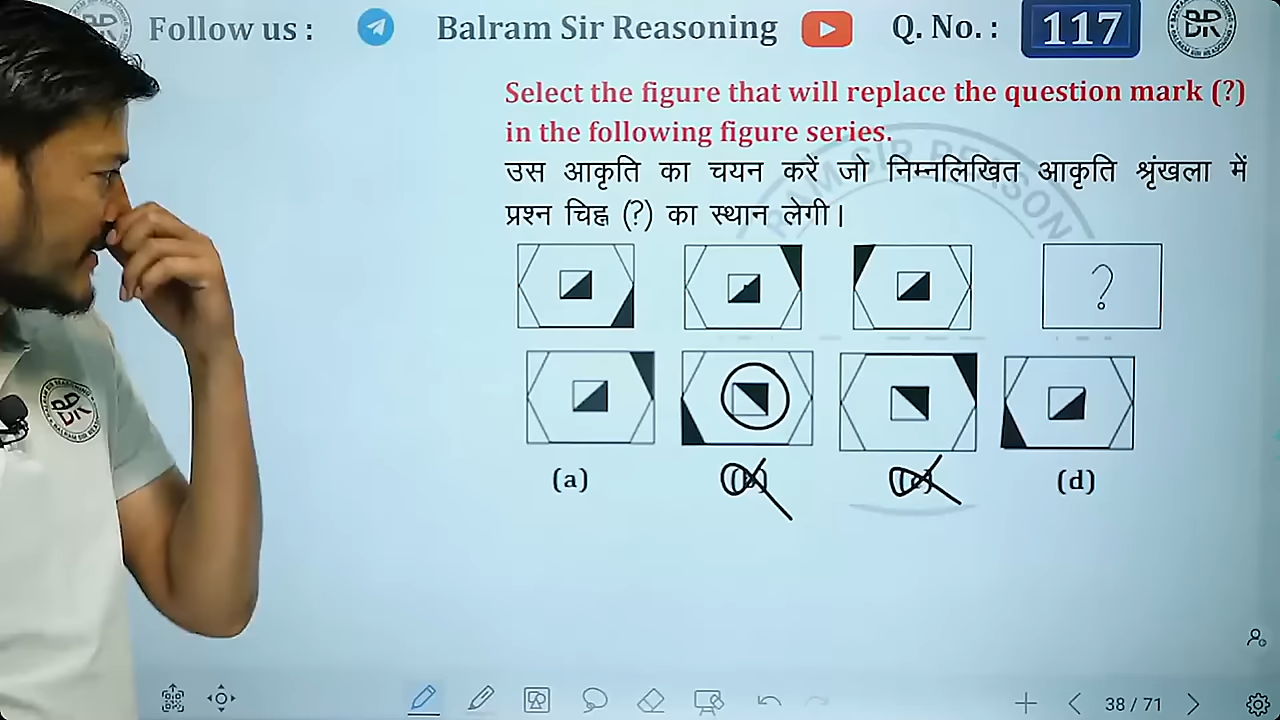 Follow us : Balram Sir Reasoning Q. No. : 117
Select the figure that will replace the question mark (?)
in the following figure series.
उस आकृति का चयन करें जो निम्नलिखित आकृति श्रृंखला में
प्रश्न चिह्न (?) का स्थान लेगी।
?
(a) (b) (c) (d)
38 / 71